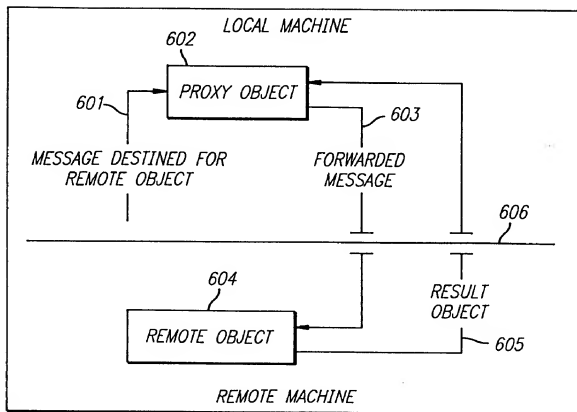 LOCAL MACHINE
602
PROXY OBJECT
601
603
MESSAGE DESTINED FOR
REMOTE OBJECT
FORWARDED
MESSAGE
606
604
REMOTE OBJECT
RESULT
OBJECT
605
REMOTE MACHINE